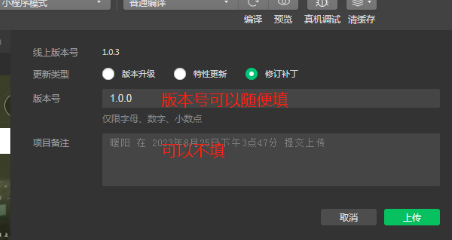 小程序模式 普通编译
编译 预览 真机调试 清缓存
线上版本号 1.0.3
更新类型 版本升级 特性更新 修订补丁
版本号 1.0.0 版本号可以随便填
仅限字母、数字、小数点
项目备注 暖阳 在 2022年8月25日下午3点47分 提交上传
可以不填
取消 上传